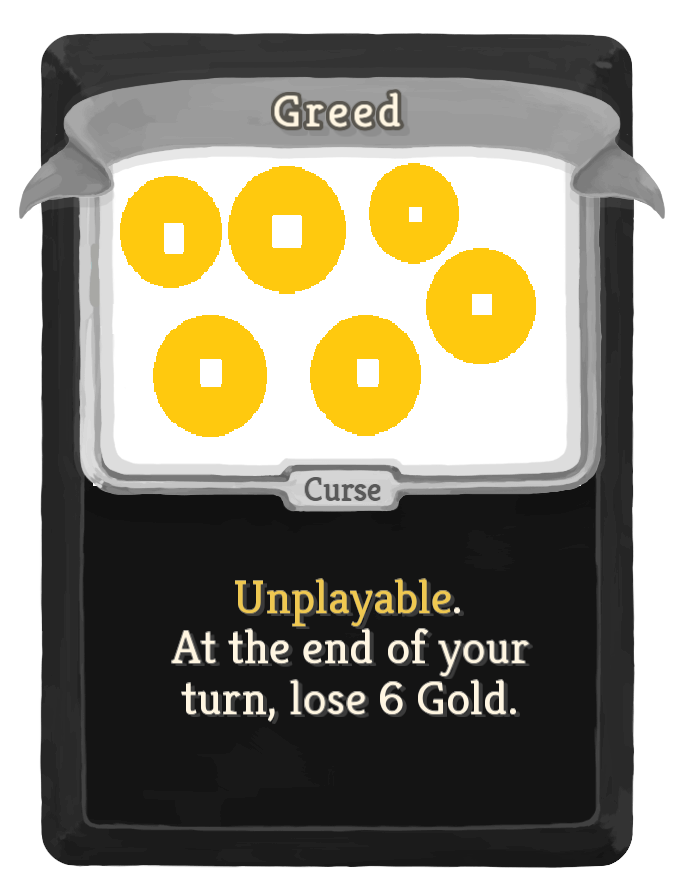 Greed
Curse
Unplayable.
At the end of your
turn, lose 6 Gold.